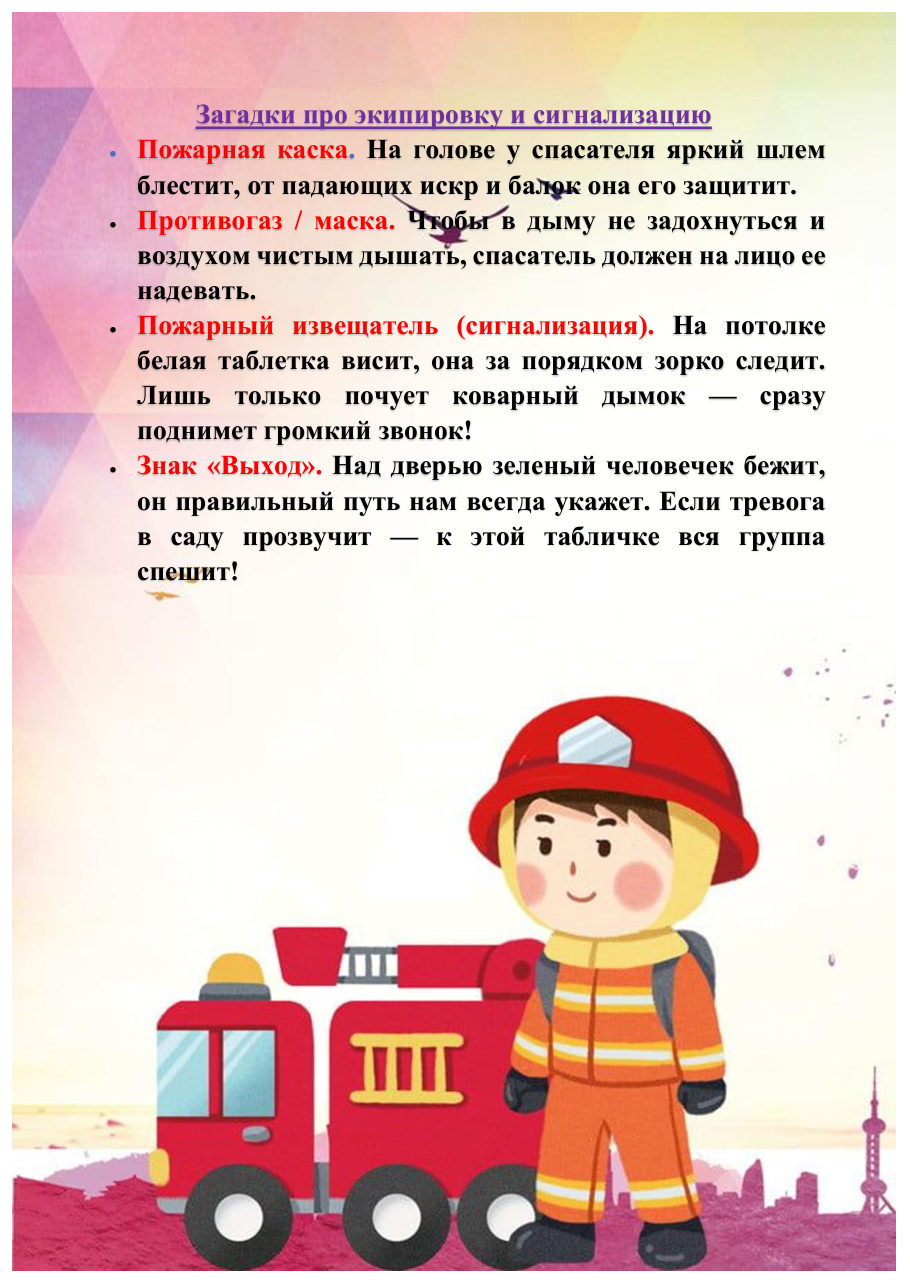 Загадки про экипировку и сигнализацию
• Пожарная каска. На голове у спасателя яркий шлем
блестит, от падающих искр и балок она его защитит.
• Противогаз / маска. Чтобы в дыму не задохнуться и
воздухом чистым дышать, спасатель должен на лицо ее
надевать.
• Пожарный извещатель (сигнализация). На потолке
белая таблетка висит, она за порядком зорко следит.
Лишь только почует коварный дымок — сразу
поднимет громкий звонок!
• Знак «Выход». Над дверью зеленый человечек бежит,
он правильный путь нам всегда укажет. Если тревога
в саду прозвучит — к этой табличке вся группа
спешит!